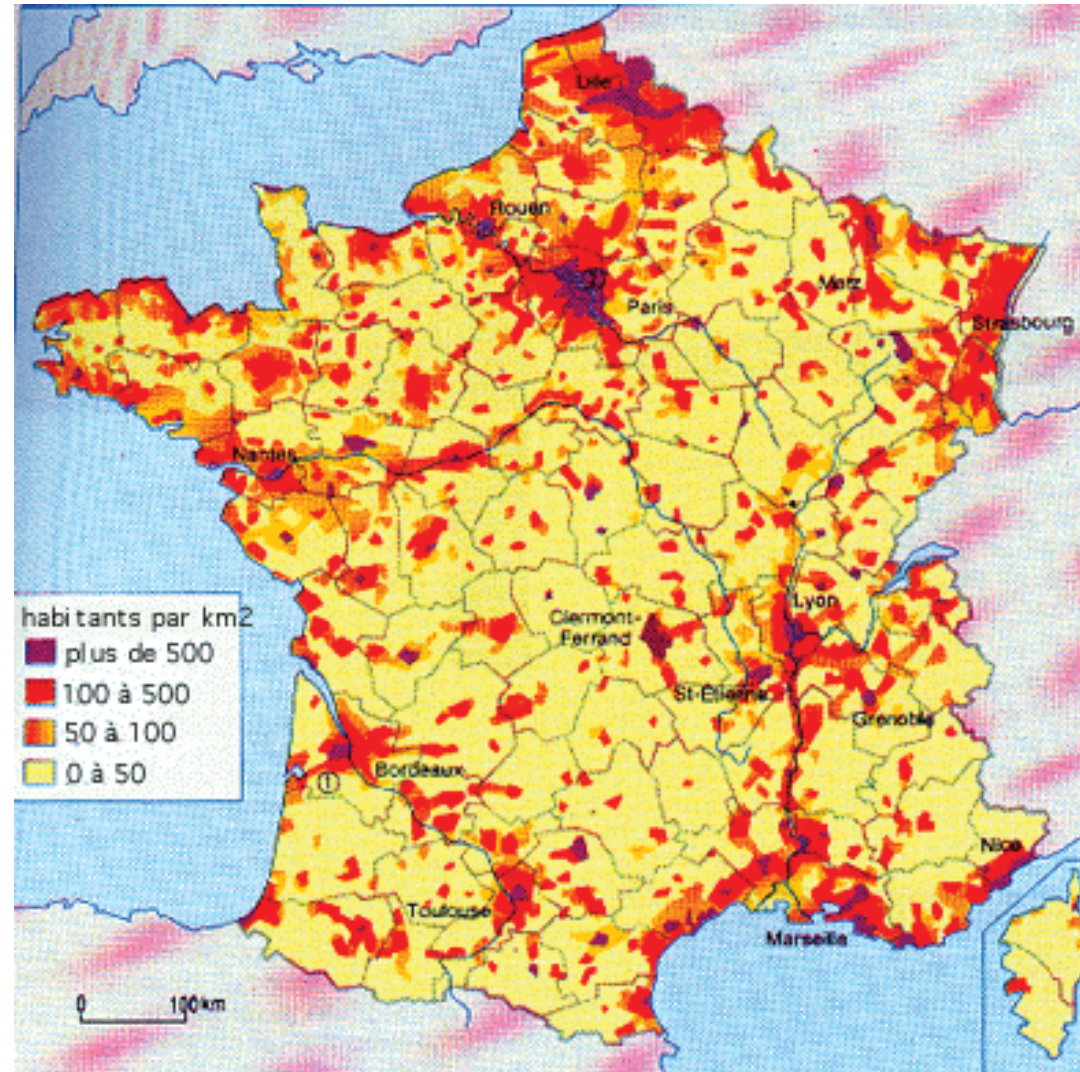 Lille
Rouen
Paris
Metz
Strasbourg
Nantes
habitants par km2
plus de 500
100 à 500
50 à 100
0 à 50
Clermont-
Ferrand
Lyon
St-Étienne
Grenoble
Bordeaux
①
Toulouse
Nice
Marseille
0 100km